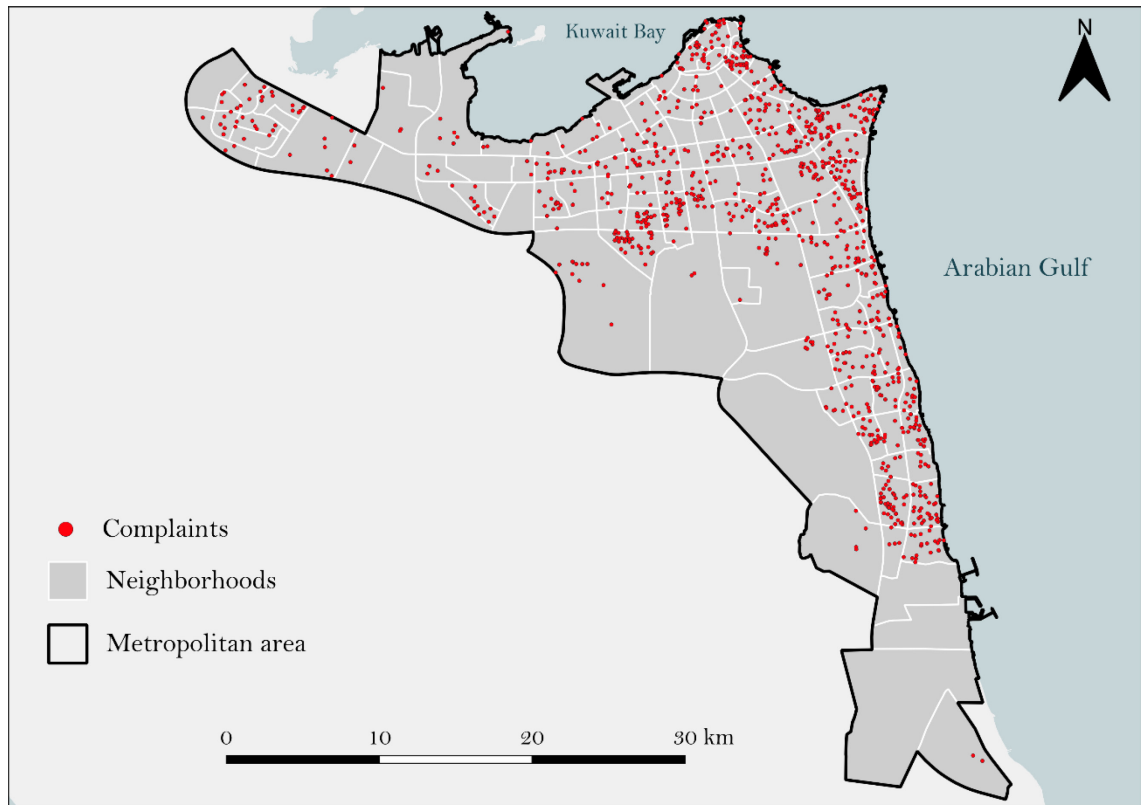 Kuwait Bay
N
Arabian Gulf
Complaints
Neighborhoods
Metropolitan area
0 10 20 30 km